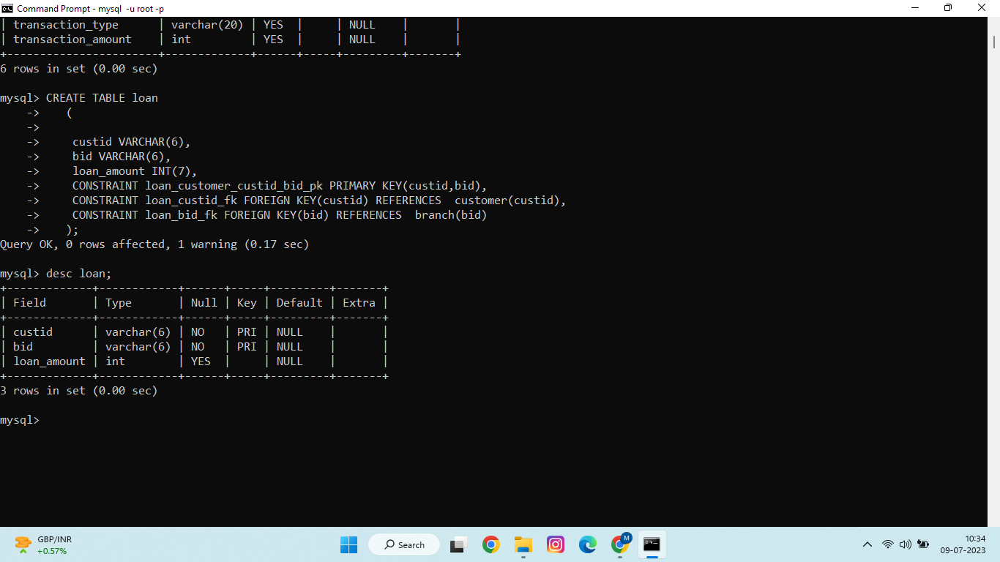 Command Prompt - mysql  -u root -p
| transaction_type      | varchar(20) | YES  |     | NULL    |       |
| transaction_amount    | int         | YES  |     | NULL    |       |
+-----------------------+-------------+------+-----+---------+-------+
6 rows in set (0.00 sec)
mysql> CREATE TABLE loan
    ->    (
    ->
    ->     custid VARCHAR(6),
    ->     bid VARCHAR(6),
    ->     loan_amount INT(7),
    ->     CONSTRAINT loan_customer_custid_bid_pk PRIMARY KEY(custid,bid),
    ->     CONSTRAINT loan_custid_fk FOREIGN KEY(custid) REFERENCES  customer(custid),
    ->     CONSTRAINT loan_bid_fk FOREIGN KEY(bid) REFERENCES  branch(bid)
    ->    );
Query OK, 0 rows affected, 1 warning (0.17 sec)
mysql> desc loan;
+-------------+------------+------+-----+---------+-------+
| Field       | Type       | Null | Key | Default | Extra |
+-------------+------------+------+-----+---------+-------+
| custid      | varchar(6) | NO   | PRI | NULL    |       |
| bid         | varchar(6) | NO   | PRI | NULL    |       |
| loan_amount | int        | YES  |     | NULL    |       |
+-------------+------------+------+-----+---------+-------+
3 rows in set (0.00 sec)
mysql>
GBP/INR
+0.57%
Search
M
10:34
09-07-2023